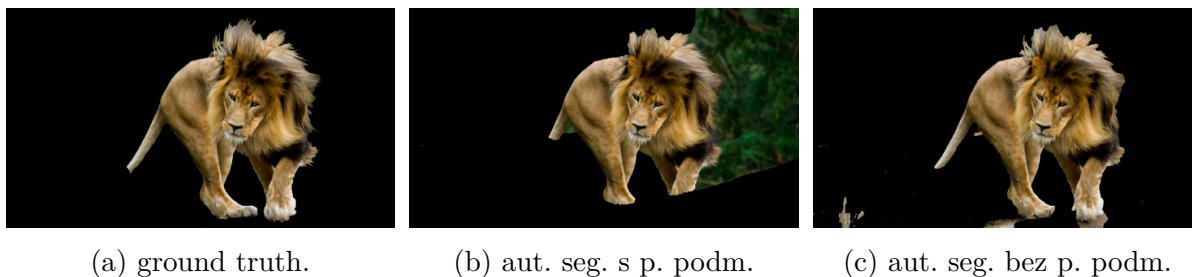 (a) ground truth.
(b) aut. seg. s p. podm.
(c) aut. seg. bez p. podm.